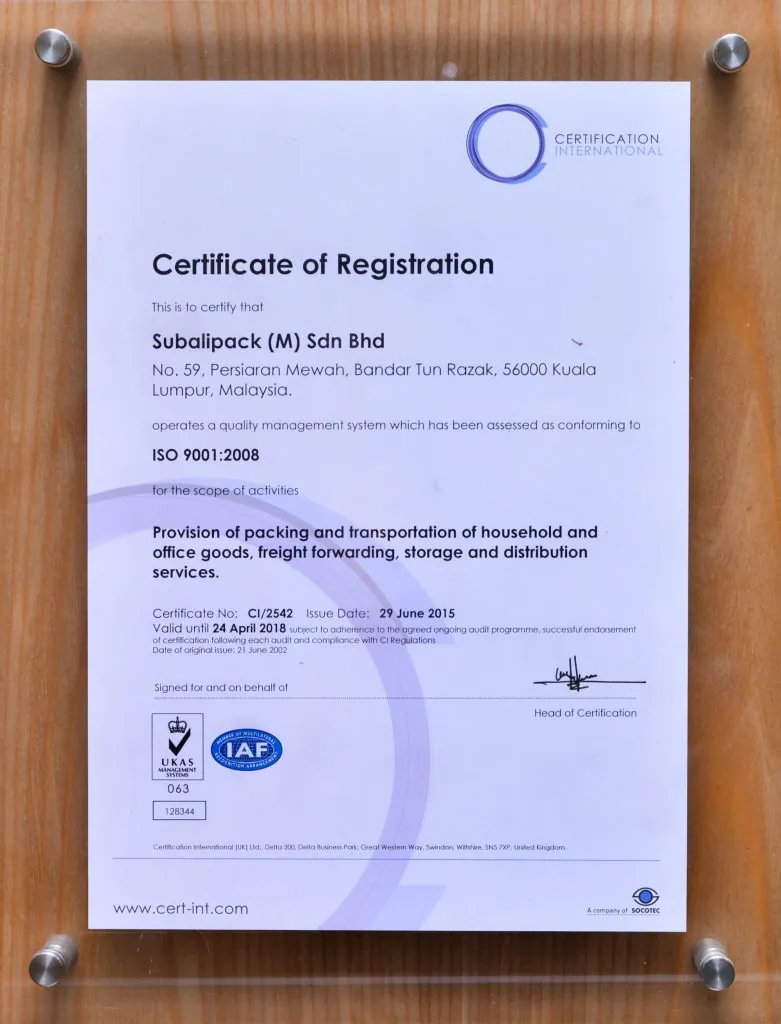 CERTIFICATION
INTERNATIONAL
Certificate of Registration
This is to certify that
Subalipack (M) Sdn Bhd
No. 59, Persiaran Mewah, Bandar Tun Razak, 56000 Kuala
Lumpur, Malaysia.
operates a quality management system which has been assessed as conforming to
ISO 9001:2008
for the scope of activities
Provision of packing and transportation of household and
office goods, freight forwarding, storage and distribution
services.
Certificate No: CI/2542 Issue Date: 29 June 2015
Valid until 24 April 2018 subject to adherence to the agreed ongoing audit programme, successful endorsement
of certification following each audit and compliance with CI Regulations
Date of original issue: 21 June 2002
Signed for and on behalf of
Head of Certification
UKAS
MANAGEMENT
SYSTEMS
063
128344
MEMBER OF MULTILATERAL
IAF
RECOGNITION ARRANGEMENT
Certification International (UK) Ltd., Delta 200, Delta Business Park, Great Western Way, Swindon, Wiltshire, SN5 7XP, United Kingdom.
www.cert-int.com
A company of SOCOTEC